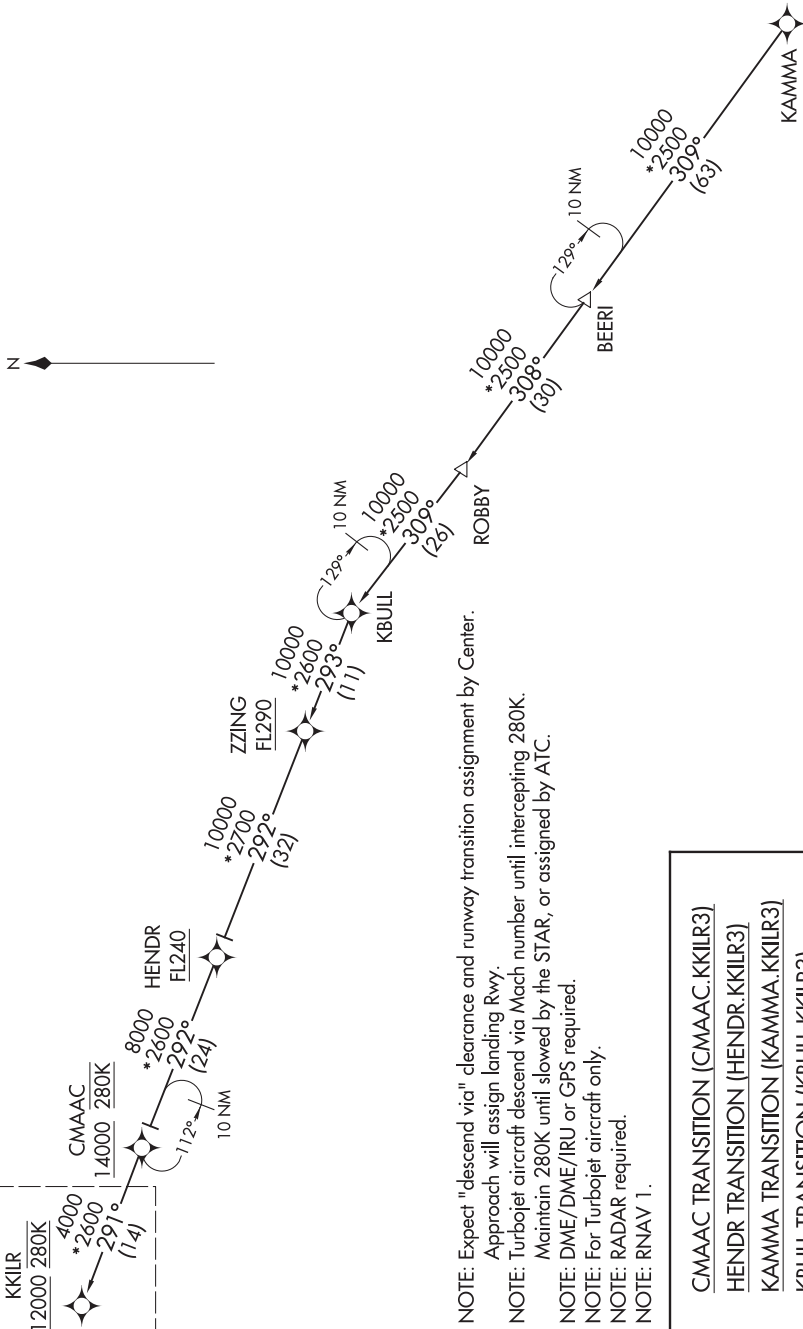 N
KAMMA
10000
*2500
309°
(63)
10 NM
129°
BEERI
10000
*2500
308°
(30)
ROBBY
10000
*2500
309°
(26)
10 NM
129°
KBULL
10000
*2600
293°
(11)
ZZING
FL290
10000
*2700
292°
(32)
HENDR
FL240
8000
*2600
292°
(24)
CMAAC
14000 280K
112°
10 NM
4000
*2600
291°
(14)
KKILR
12000 280K
NOTE: Expect "descend via" clearance and runway transition assignment by Center.
Approach will assign landing Rwy.
NOTE: Turbojet aircraft descend via Mach number until intercepting 280K.
Maintain 280K until slowed by the STAR, or assigned by ATC.
NOTE: DME/DME/IRU or GPS required.
NOTE: For Turbojet aircraft only.
NOTE: RADAR required.
NOTE: RNAV 1.
CMAAC TRANSITION (CMAAC.KKILR3)
HENDR TRANSITION (HENDR.KKILR3)
KAMMA TRANSITION (KAMMA.KKILR3)
KBULL TRANSITION (KBULL.KKILR3)